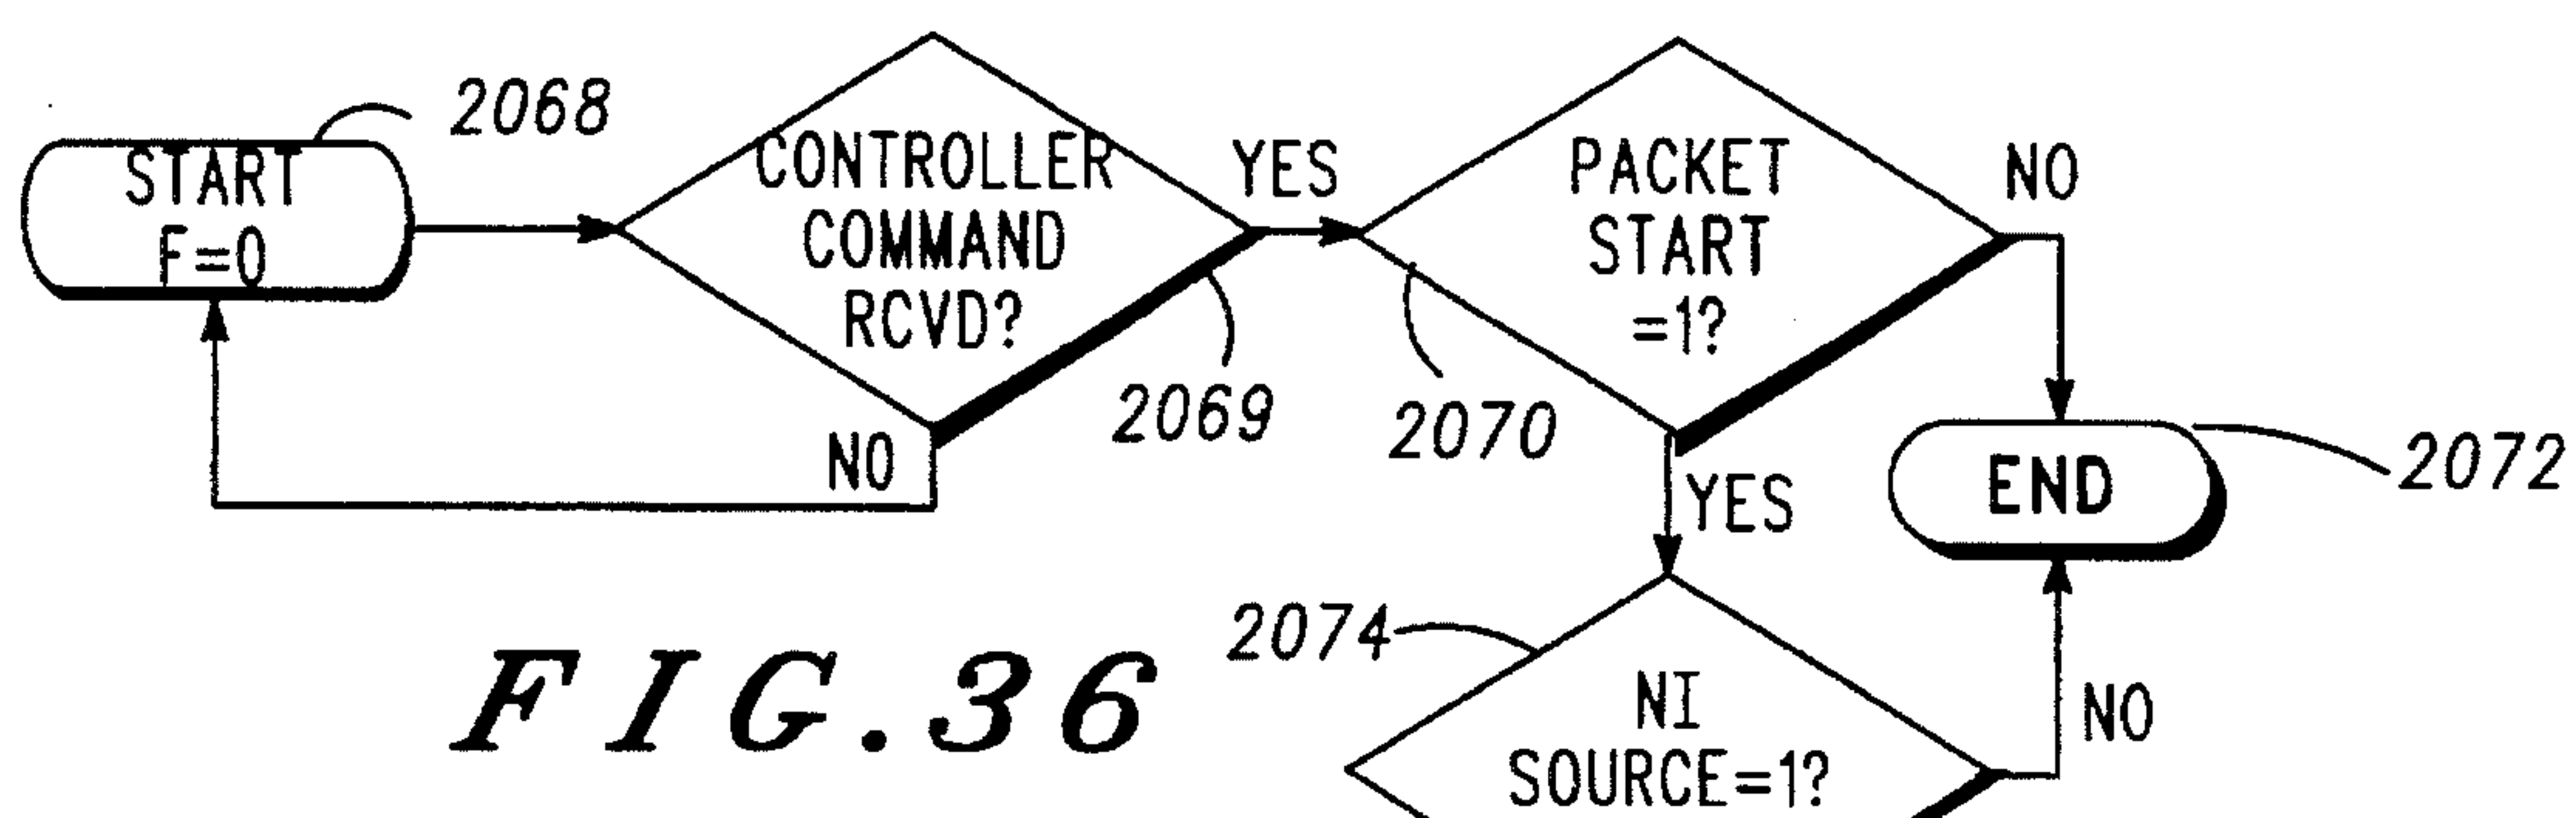 2068
START
F=0
CONTROLLER
COMMAND
RCVD?
YES
NO
2069
PACKET
START
=1?
2070
NO
YES
END
2072
2074
NI
SOURCE=1?
NO
FIG.36